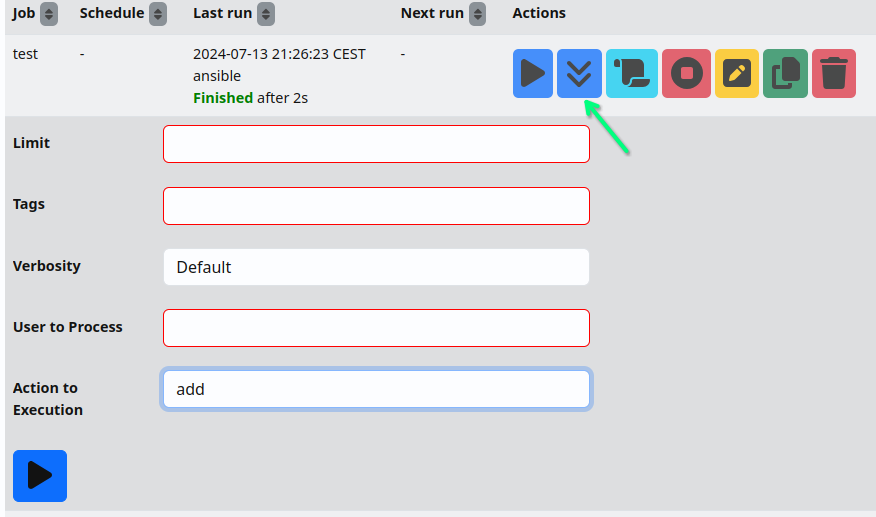 Job Schedule Last run Next run Actions
test - 2024-07-13 21:26:23 CEST -
ansible
Finished after 2s
Limit
Tags
Verbosity Default
User to Process
Action to add
Execution